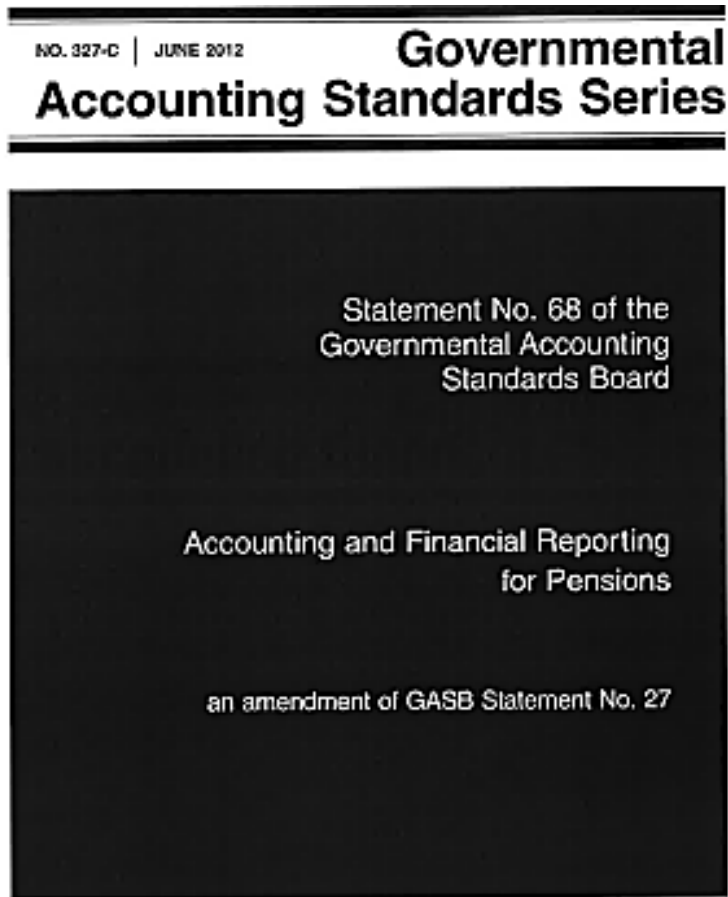 NO. 327-C | JUNE 2012
Governmental
Accounting Standards Series
Statement No. 68 of the
Governmental Accounting
Standards Board
Accounting and Financial Reporting
for Pensions
an amendment of GASB Statement No. 27